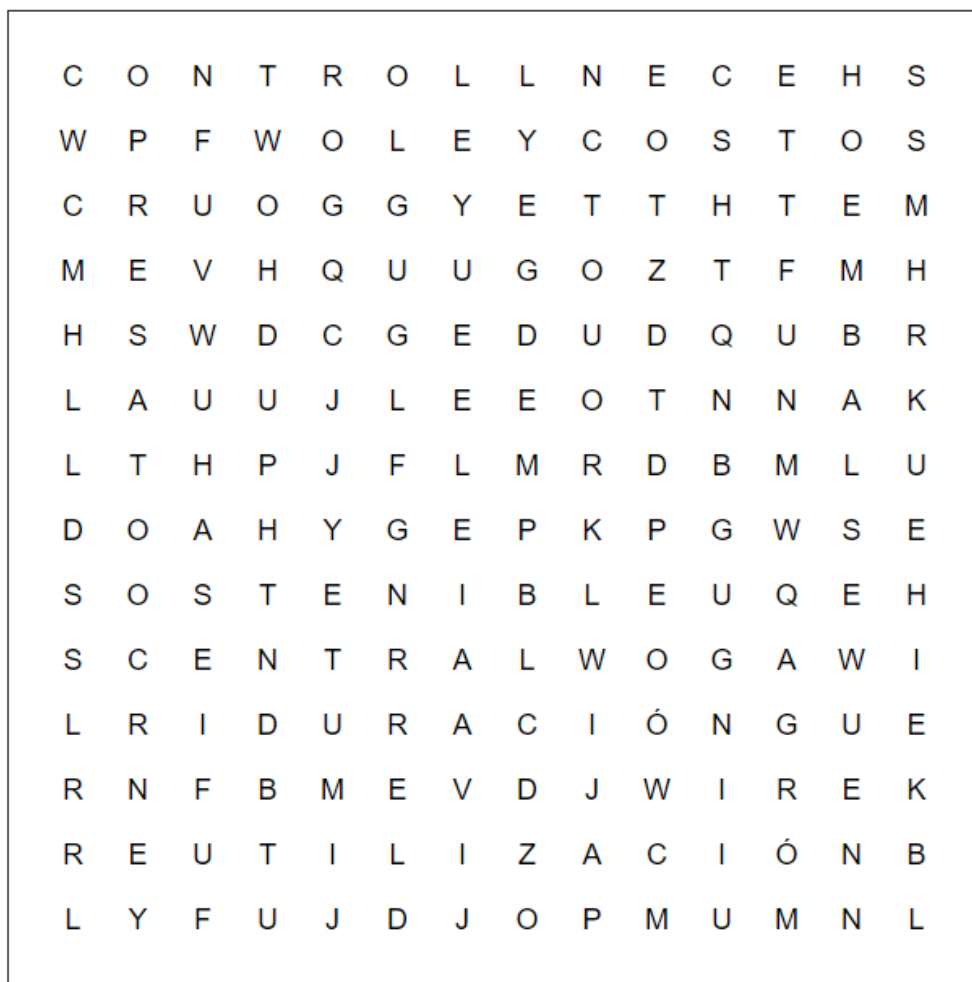 C O N T R O L L N E C E H S
W P F W O L E Y C O S T O S
C R U O G G Y E T T H T E M
M E V H Q U U G O Z T F M H
H S W D C G E D U D Q U B R
L A U U J L E E O T N N A K
L T H P J F L M R D B M L U
D O A H Y G E P K P G W S E
S O S T E N I B L E U Q E H
S C E N T R A L W O G A W I
L R I D U R A C I Ó N G U E
R N F B M E V D J W I R E K
R E U T I L I Z A C I Ó N B
L Y F U J D J O P M U M N L